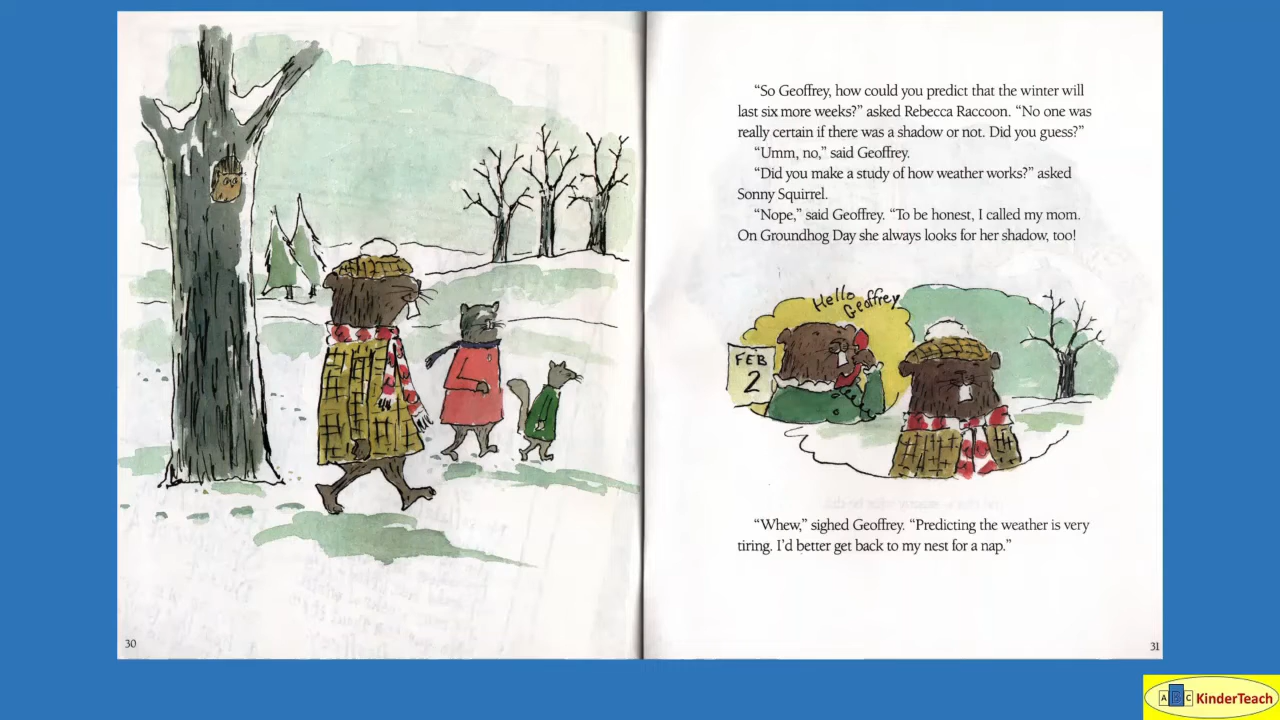 “So Geoffrey, how could you predict that the winter will
last six more weeks?” asked Rebecca Raccoon. “No one was
really certain if there was a shadow or not. Did you guess?”
“Umm, no,” said Geoffrey.
“Did you make a study of how weather works?” asked
Sonny Squirrel.
“Nope,” said Geoffrey. “To be honest, I called my mom.
On Groundhog Day she always looks for her shadow, too!
Hello
Geoffrey
FEB
2
“Whew,” sighed Geoffrey. “Predicting the weather is very
tiring. I’d better get back to my nest for a nap.”
30
31
ABC KinderTeach